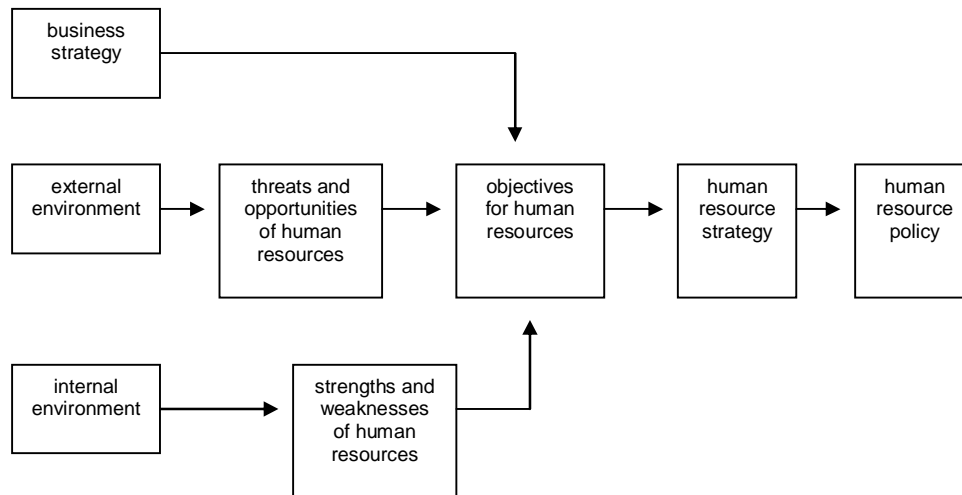 business
strategy
external
environment
threats and
opportunities
of human
resources
objectives
for human
resources
human
resource
strategy
human
resource
policy
internal
environment
strengths and
weaknesses
of human
resources